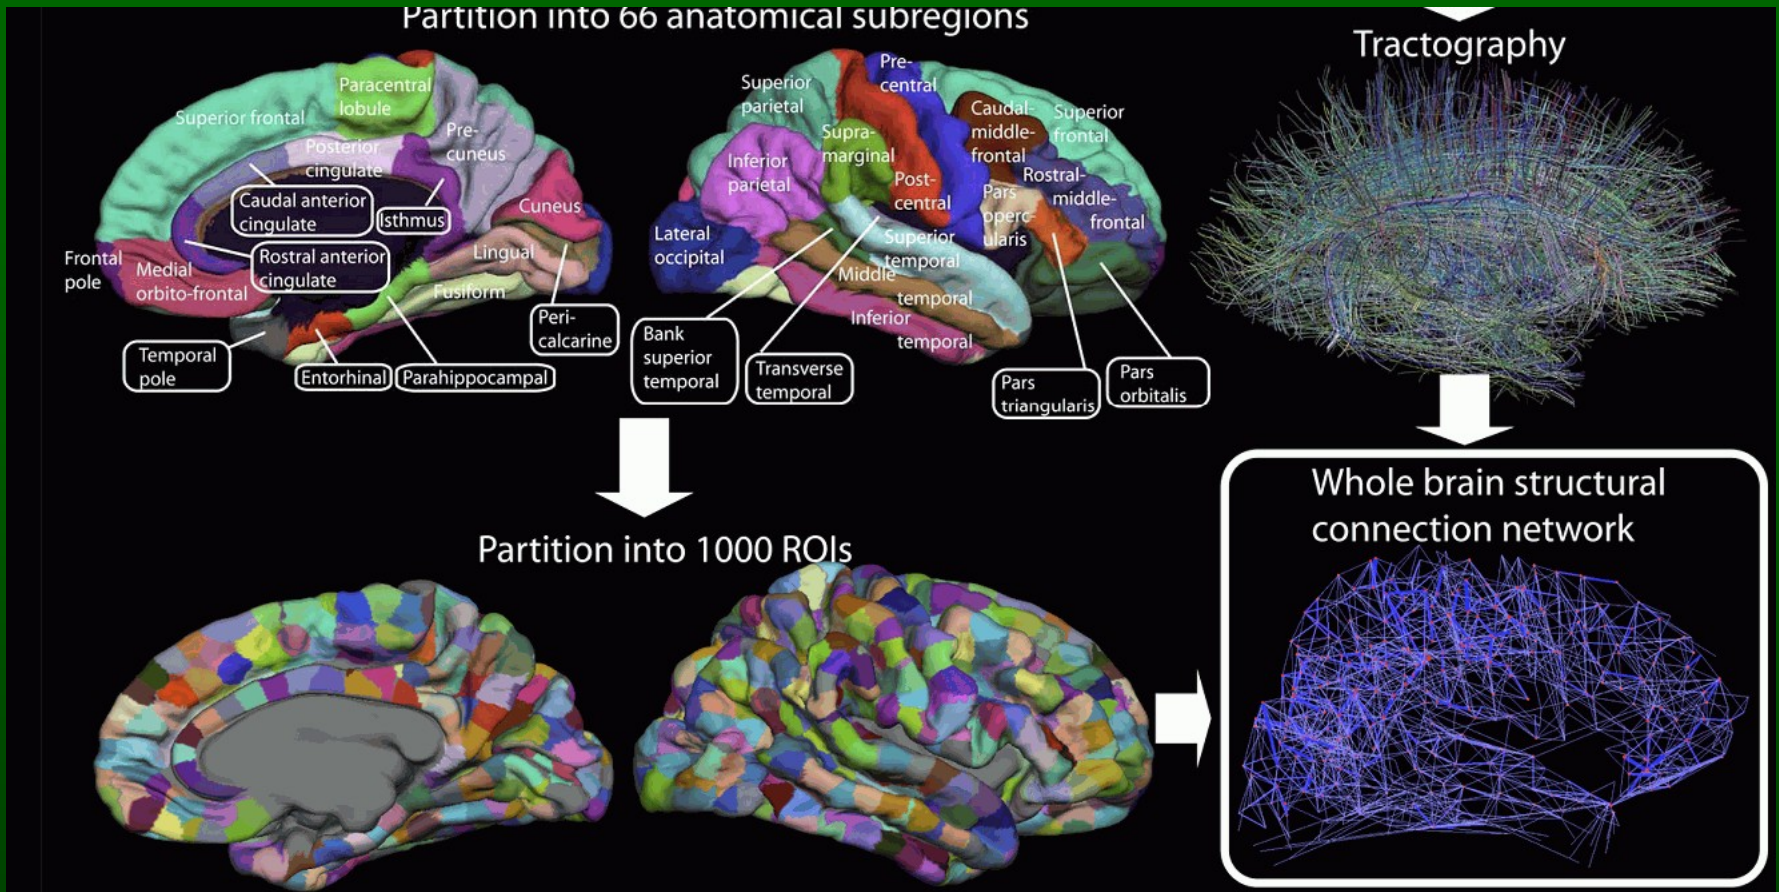 Partition into 66 anatomical subregions
Tractography
Superior frontal
Paracentral
lobule
Posterior
cingulate
Pre-
cuneus
Caudal anterior
cingulate
Isthmus
Cuneus
Frontal
pole
Medial
orbito-frontal
Rostral anterior
cingulate
Lingual
Fusiform
Peri-
calcarine
Temporal
pole
Entorhinal
Parahippocampal
Superior
parietal
Pre-
central
Caudal-
middle-
frontal
Superior
frontal
Supra-
marginal
Inferior
parietal
Post-
central
Pars
operc-
ularis
Rostral-
middle-
frontal
Lateral
occipital
Superior
temporal
Middle
temporal
Inferior
temporal
Bank
superior
temporal
Transverse
temporal
Pars
triangularis
Pars
orbitalis
Partition into 1000 ROIs
Whole brain structural
connection network